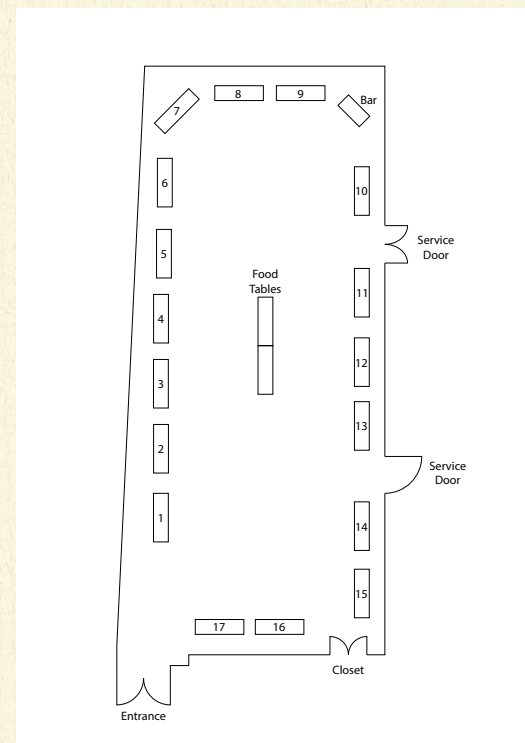 8
9
Bar
7
6
10
5
Service
Door
Food
Tables
11
4
12
3
13
2
Service
Door
1
14
15
17
16
Closet
Entrance